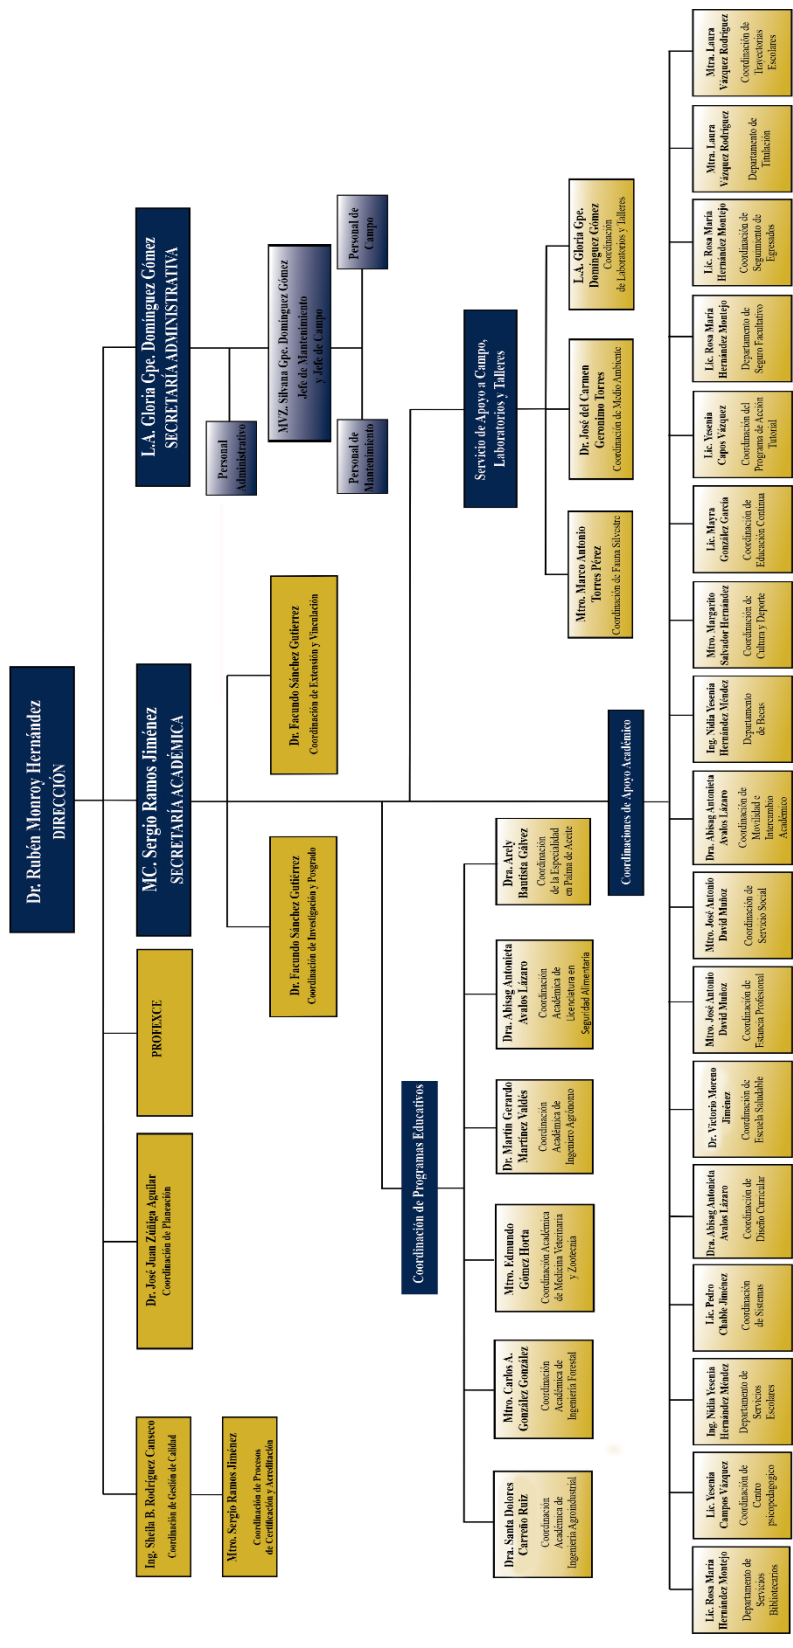 Dr. Rubén Monroy Hernández
DIRECCIÓN
Ing. Sheila B. Rodríguez Canseco
Coordinación de Gestión de Calidad
Dr. José Juan Zúñiga Aguilar
Coordinación de Planeación
PROFEXCE
MC. Sergio Ramos Jiménez
SECRETARÍA ACADÉMICA
L.A. Gloria Gpe. Domínguez Gómez
SECRETARÍA ADMINISTRATIVA
Mtro. Sergio Ramos Jiménez
Coordinación de Procesos
de Certificación y Acreditación
Personal
Administrativo
Dr. Facundo Sánchez Gutiérrez
Coordinación de Investigación y Posgrado
Dr. Facundo Sánchez Gutierrez
Coordinación de Extensión y Vinculación
MVZ. Silvana Gpe. Domínguez Gómez
Jefe de Mantenimiento
y Jefe de Campo
Personal de
Mantenimiento
Personal de
Campo
Coordinación de Programas Educativos
Servicio de Apoyo a Campo,
Laboratorios y Talleres
Dra. Santa Dolores
Carreño Ruiz
Coordinación
Académica de
Ingeniería Agroindustrial
Mtro. Carlos A.
González González
Coordinación
Académica de
Ingeniería Forestal
Mtro. Edmundo
Gómez Horta
Coordinación Académica
de Medicina Veterinaria
y Zootecnia
Dr. Martín Gerardo
Martínez Valdés
Coordinación
Académica de
Ingeniero Agrónomo
Dra. Abisag Antonieta
Avalos Lázaro
Coordinación
Académica de
Licenciatura en
Seguridad Alimentaria
Dra. Arely
Bautista Gálvez
Coordinación
de la Especialidad
en Palma de Aceite
Mtro. Marco Antonio
Torres Pérez
Coordinación de Fauna Silvestre
Dr. José del Carmen
Geronimo Torres
Coordinación de Medio Ambiente
L.A. Gloria Gpe.
Domínguez Gómez
Coordinación
de Laboratorios y Talleres
Coordinaciones de Apoyo Académico
Lic. Rosa María
Hernández Montejo
Departamento de
Servicios
Bibliotecarios
Lic. Yesenia
Campos Vázquez
Coordinación de
Centro
psicopedagogico
Ing. Nidia Yesenia
Hernández Méndez
Departamento de
Servicios
Escolares
Lic. Pedro
Chable Jiménez
Coordinación
de Sistemas
Dra. Abisag Antonieta
Avalos Lázaro
Coordinación de
Diseño Curricular
Dr. Victorio Moreno
Jiménez
Coordinación de
Escuela Saludable
Mtro. José Antonio
David Muñoz
Coordinación de
Estancia Profesional
Mtro. José Antonio
David Muñoz
Coordinación de
Servicio Social
Dra. Abisag Antonieta
Avalos Lázaro
Coordinación de
Movilidad e
Intercambio
Académico
Ing. Nidia Yesenia
Hernández Méndez
Departamento
de Becas
Mtro. Margarito
Salvador Hernández
Coordinación de
Cultura y Deporte
Lic. Mayra
González García
Coordinación de
Educación Continua
Lic. Yesenia
Capos Vázquez
Coordinación del
Programa de Acción
Tutorial
Lic. Rosa María
Hernández Montejo
Departamento de
Seguro Facultativo
Lic. Rosa María
Hernández Montejo
Coordinación de
Seguimiento de
Egresados
Mtra. Laura
Vázquez Rodríguez
Departamento de
Titulación
Mtra. Laura
Vázquez Rodríguez
Coordinación de
Trayectorias
Escolares